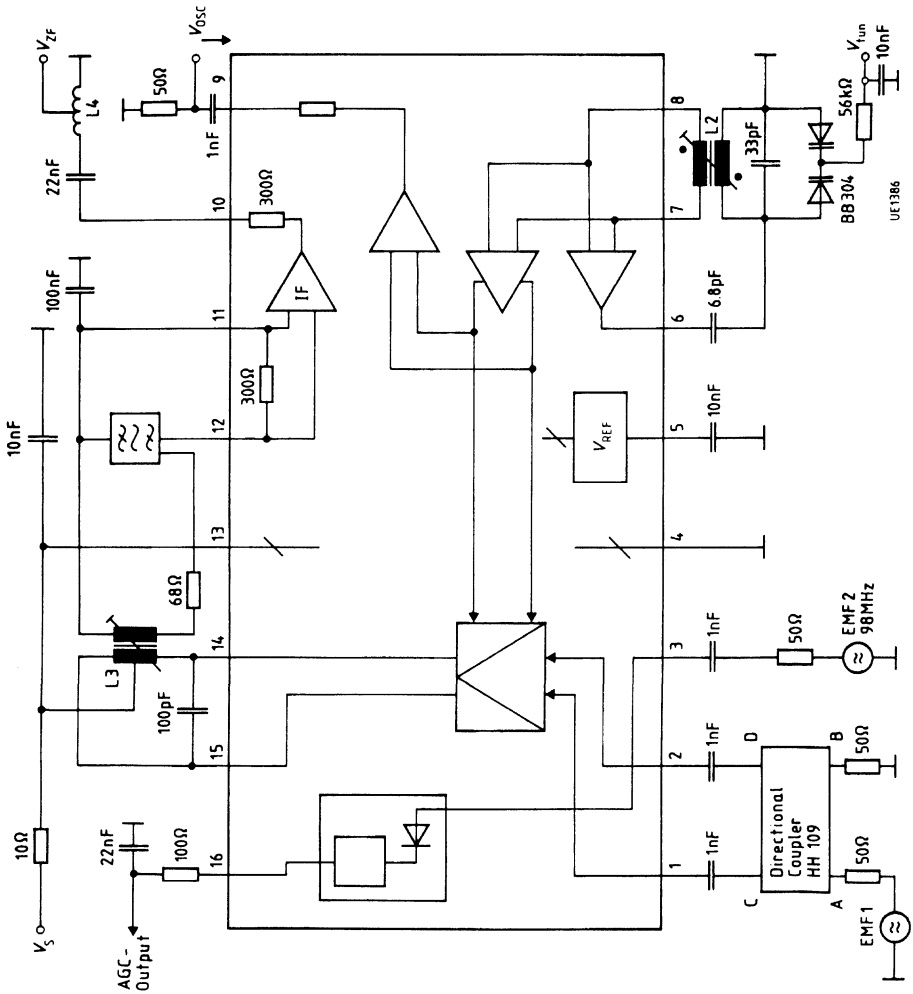 V_S
10Ω
10nF
V_ZF
AGC-
Output
22nF
100Ω
L3
100pF
68Ω
100nF
22nF
L4
50Ω
1nF
V_OSC
16
15
14
13
12
11
10
9
300Ω
300Ω
IF
V_REF
1
2
3
4
5
6
7
8
1nF
1nF
1nF
10nF
6.8pF
L2
33pF
C
D
Directional
Coupler
HH 109
A
B
50Ω
50Ω
50Ω
EMF1
EMF2
98MHz
BB 304
56kΩ
V_tun
10nF
UE1386